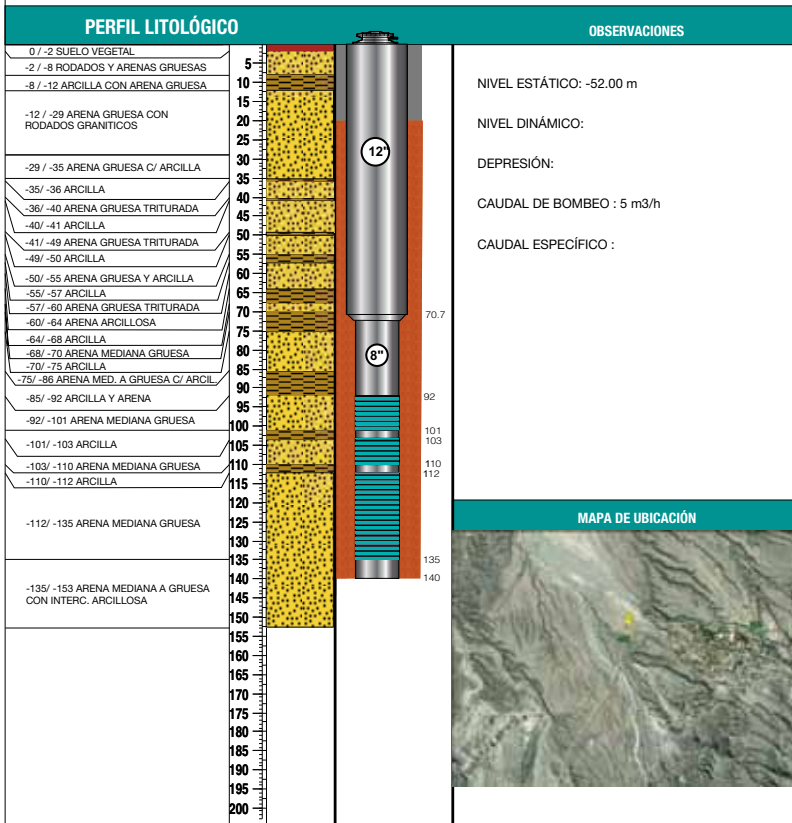 PERFIL LITOLÓGICO
OBSERVACIONES
0 / -2 SUELO VEGETAL
-2 / -8 RODADOS Y ARENAS GRUESAS
-8 / -12 ARCILLA CON ARENA GRUESA
-12 / -29 ARENA GRUESA CON
RODADOS GRANITICOS
-29 / -35 ARENA GRUESA C/ ARCILLA
-35/ -36 ARCILLA
-36/ -40 ARENA GRUESA TRITURADA
-40/ -41 ARCILLA
-41/ -49 ARENA GRUESA TRITURADA
-49/ -50 ARCILLA
-50/ -55 ARENA GRUESA Y ARCILLA
-55/ -57 ARCILLA
-57/ -60 ARENA GRUESA TRITURADA
-60/ -64 ARENA ARCILLOSA
-64/ -68 ARCILLA
-68/ -70 ARENA MEDIANA GRUESA
-70/ -75 ARCILLA
-75/ -86 ARENA MED. A GRUESA C/ ARCIL.
-85/ -92 ARCILLA Y ARENA
-92/ -101 ARENA MEDIANA GRUESA
-101/ -103 ARCILLA
-103/ -110 ARENA MEDIANA GRUESA
-110/ -112 ARCILLA
-112/ -135 ARENA MEDIANA GRUESA
-135/ -153 ARENA MEDIANA A GRUESA
CON INTERC. ARCILLOSA
5
10
15
20
25
30
35
40
45
50
55
60
65
70
75
80
85
90
95
100
105
110
115
120
125
130
135
140
145
150
155
160
165
170
175
180
185
190
195
200
12"
8"
70.7
92
101
103
110
112
135
140
NIVEL ESTÁTICO: -52.00 m
NIVEL DINÁMICO:
DEPRESIÓN:
CAUDAL DE BOMBEO : 5 m3/h
CAUDAL ESPECÍFICO :
MAPA DE UBICACIÓN